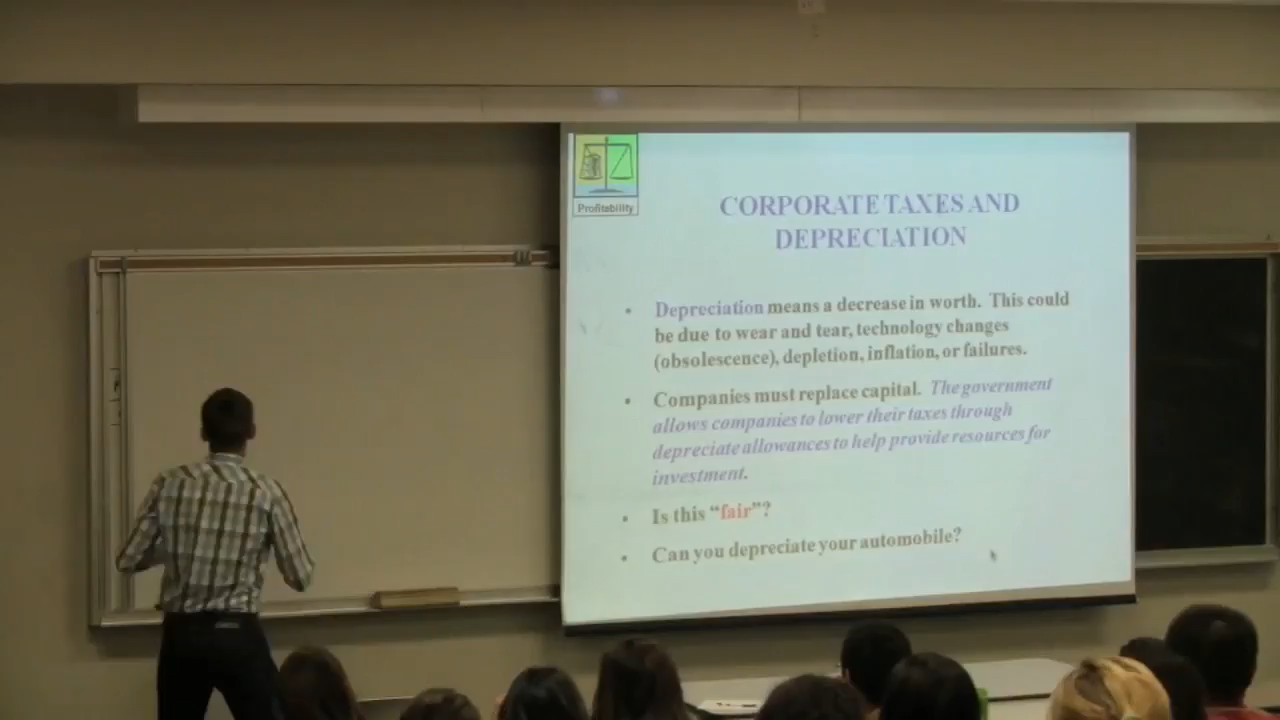 Profitability
CORPORATE TAXES AND
DEPRECIATION
• Depreciation means a decrease in worth. This could
be due to wear and tear, technology changes
(obsolescence), depletion, inflation, or failures.
• Companies must replace capital. The government
allows companies to lower their taxes through
depreciate allowances to help provide resources for
investment.
• Is this “fair”?
• Can you depreciate your automobile?